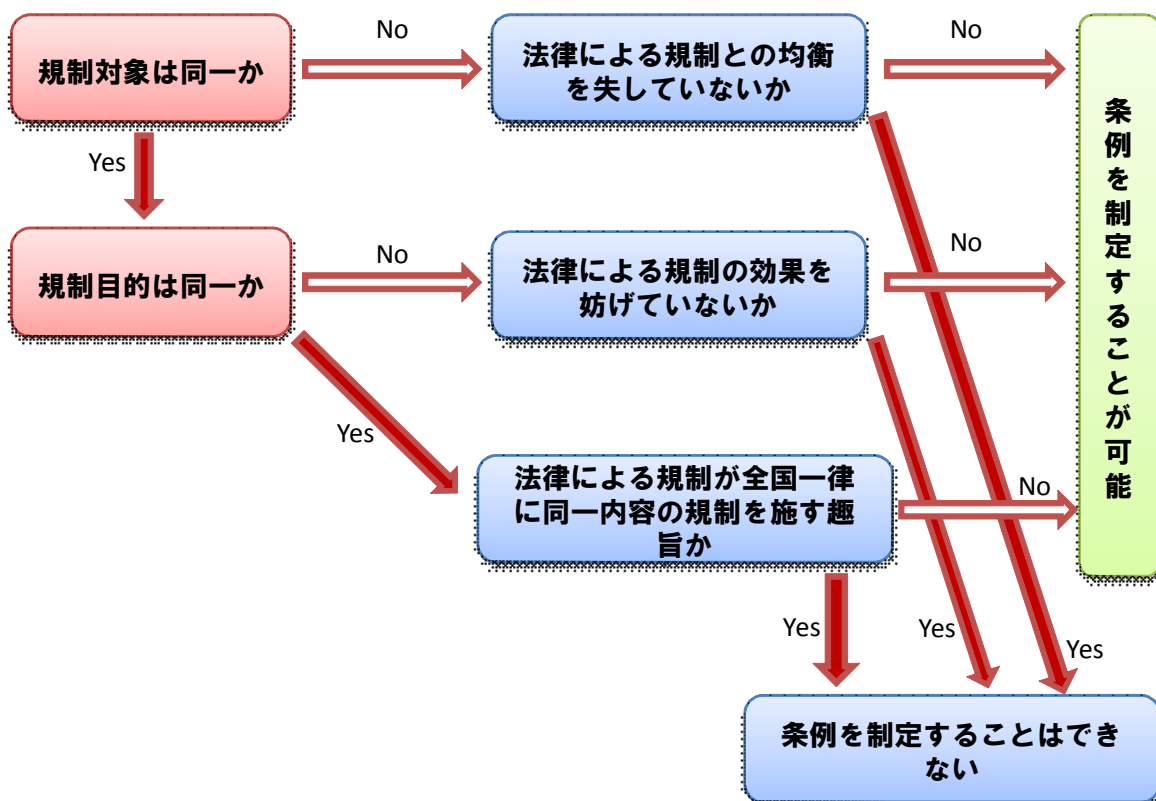 規制対象は同一か
No
法律による規制との均衡
を失していないか
No
条例を制定することが可能
Yes
規制目的は同一か
No
法律による規制の効果を
妨げていないか
No
Yes
法律による規制が全国一律
に同一内容の規制を施す趣
旨か
No
Yes
Yes
Yes
条例を制定することはでき
ない